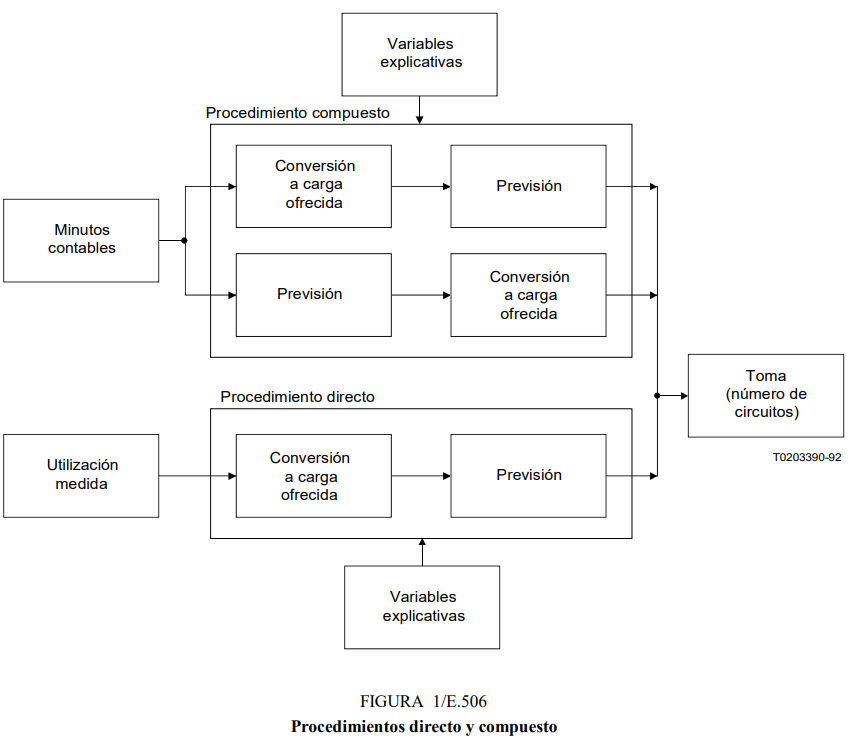 Variables
explicativas
Procedimiento compuesto
Conversión
a carga
ofrecida
Previsión
Minutos
contables
Previsión
Conversión
a carga
ofrecida
Toma
(número de
circuitos)
Procedimiento directo
T0203390-92
Utilización
medida
Conversión
a carga
ofrecida
Previsión
Variables
explicativas
FIGURA 1/E.506
Procedimientos directo y compuesto